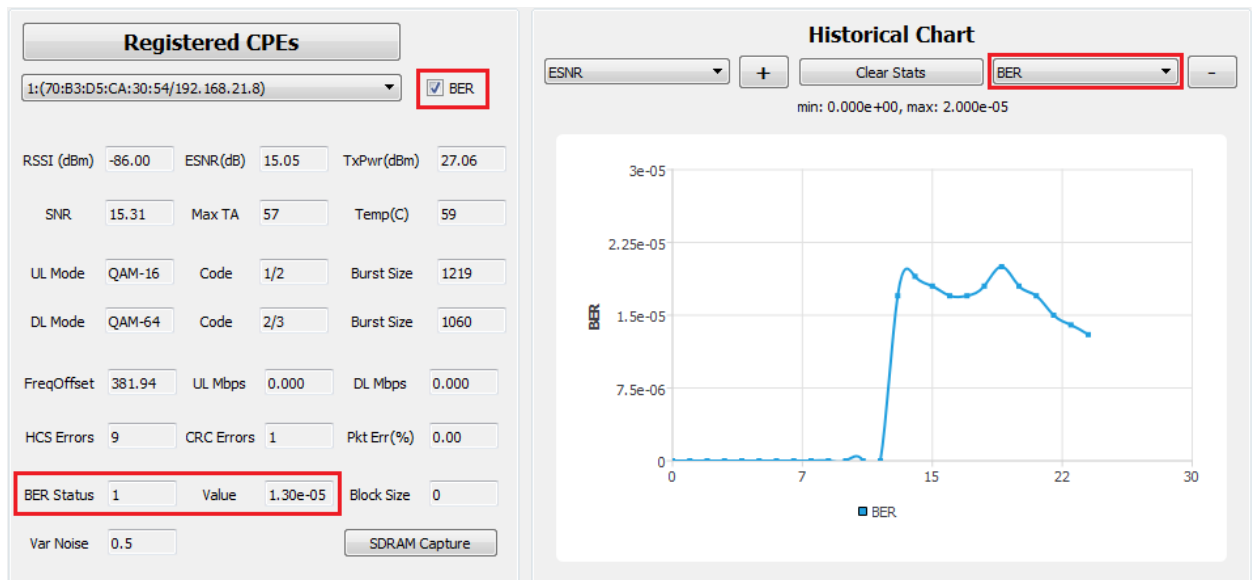 Registered CPEs
1:(70:B3:D5:CA:30:54/192.168.21.8) BER
RSSI (dBm) -86.00 ESNR(dB) 15.05 TxPwr(dBm) 27.06
SNR 15.31 Max TA 57 Temp(C) 59
UL Mode QAM-16 Code 1/2 Burst Size 1219
DL Mode QAM-64 Code 2/3 Burst Size 1060
FreqOffset 381.94 UL Mbps 0.000 DL Mbps 0.000
HCS Errors 9 CRC Errors 1 Pkt Err(%) 0.00
BER Status 1 Value 1.30e-05 Block Size 0
Var Noise 0.5 SDRAM Capture
Historical Chart
ESNR + Clear Stats BER -
min: 0.000e+00, max: 2.000e-05
3e-05
2.25e-05
1.5e-05
7.5e-06
0
BER
0 7 15 22 30
BER